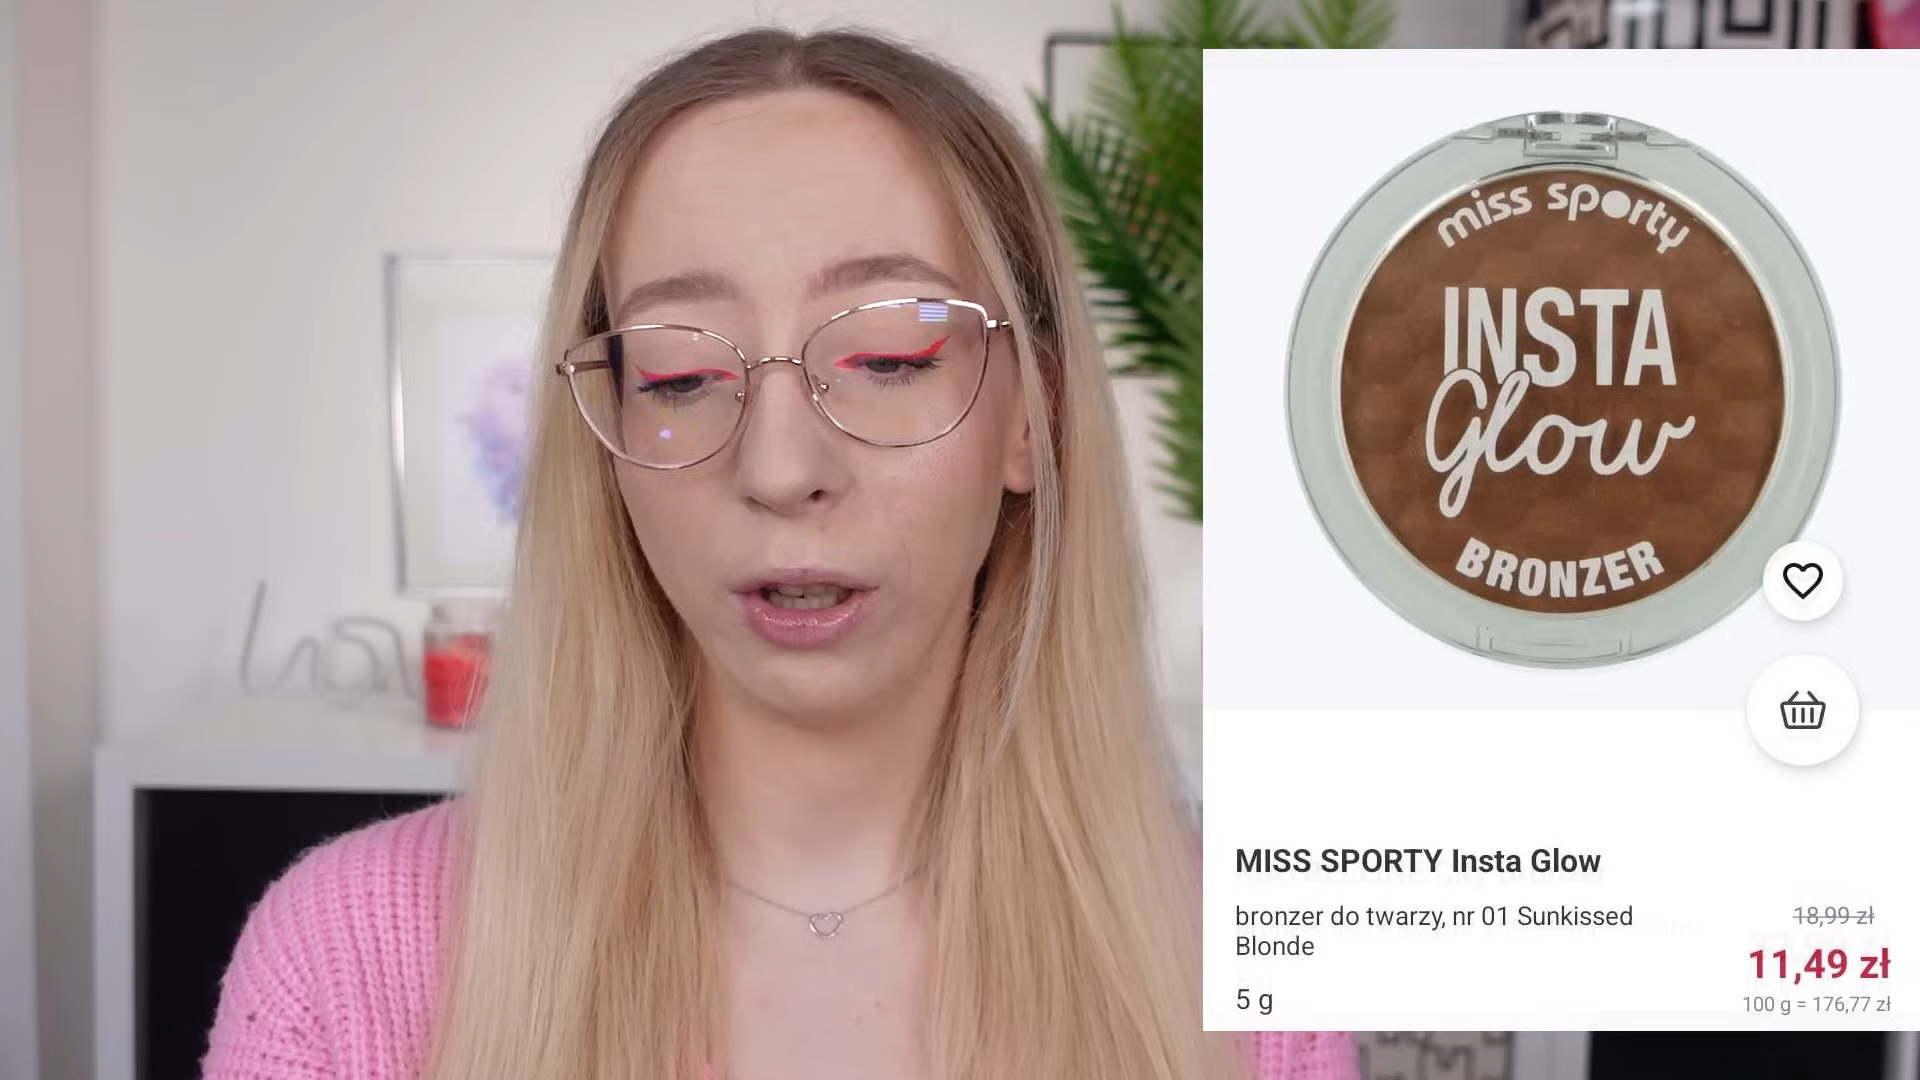 miss sporty
INSTA
Glow
BRONZER
MISS SPORTY Insta Glow
bronzer do twarzy, nr 01 Sunkissed
Blonde
5 g
18,99 zł
11,49 zł
100 g = 176,77 zł